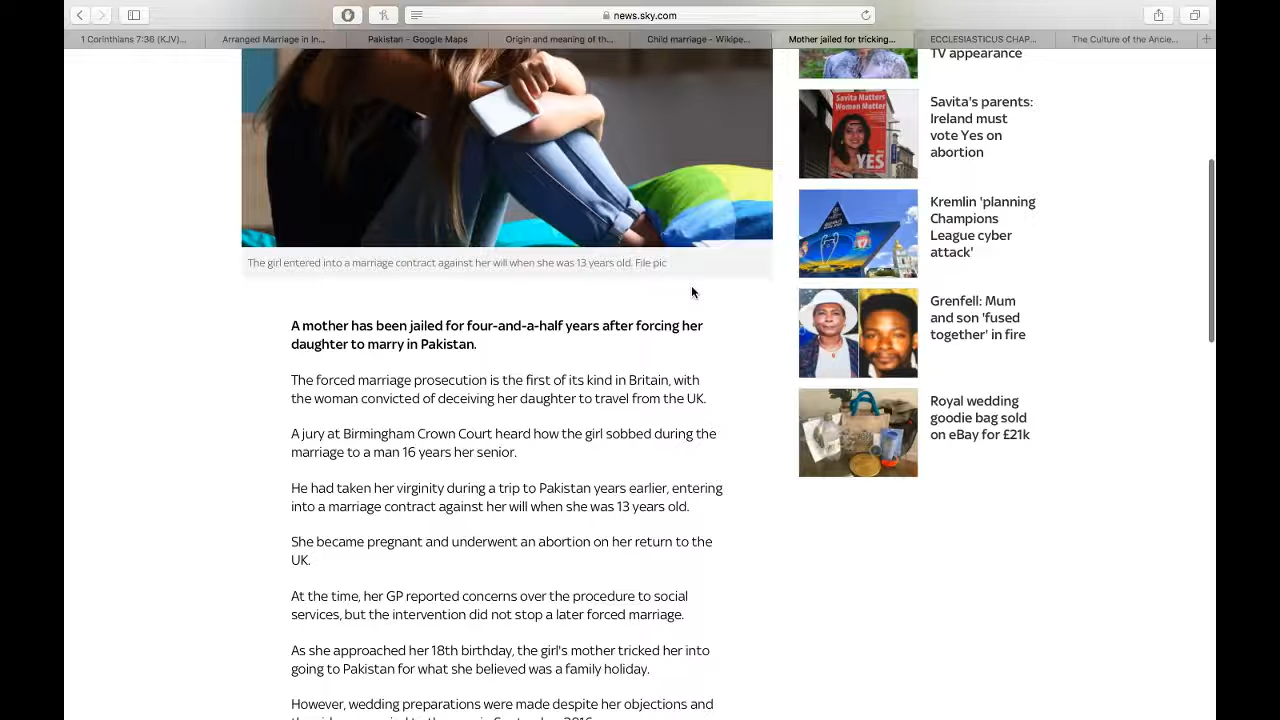 news.sky.com
1 Corinthians 7:36 (KJV)...
Arranged Marriage in In...
Pakistan - Google Maps
Origin and meaning of th...
Child marriage - Wikipe...
Mother jailed for tricking...
ECCLESIASTICUS CHAP...
The Culture of the Ancie...
TV appearance
Savita Matters
Women Matter
YES
Savita's parents:
Ireland must
vote Yes on
abortion
Kremlin 'planning
Champions
League cyber
attack'
Grenfell: Mum
and son 'fused
together' in fire
Royal wedding
goodie bag sold
on eBay for £21k
The girl entered into a marriage contract against her will when she was 13 years old. File pic
A mother has been jailed for four-and-a-half years after forcing her
daughter to marry in Pakistan.
The forced marriage prosecution is the first of its kind in Britain, with
the woman convicted of deceiving her daughter to travel from the UK.
A jury at Birmingham Crown Court heard how the girl sobbed during the
marriage to a man 16 years her senior.
He had taken her virginity during a trip to Pakistan years earlier, entering
into a marriage contract against her will when she was 13 years old.
She became pregnant and underwent an abortion on her return to the
UK.
At the time, her GP reported concerns over the procedure to social
services, but the intervention did not stop a later forced marriage.
As she approached her 18th birthday, the girl's mother tricked her into
going to Pakistan for what she believed was a family holiday.
However, wedding preparations were made despite her objections and